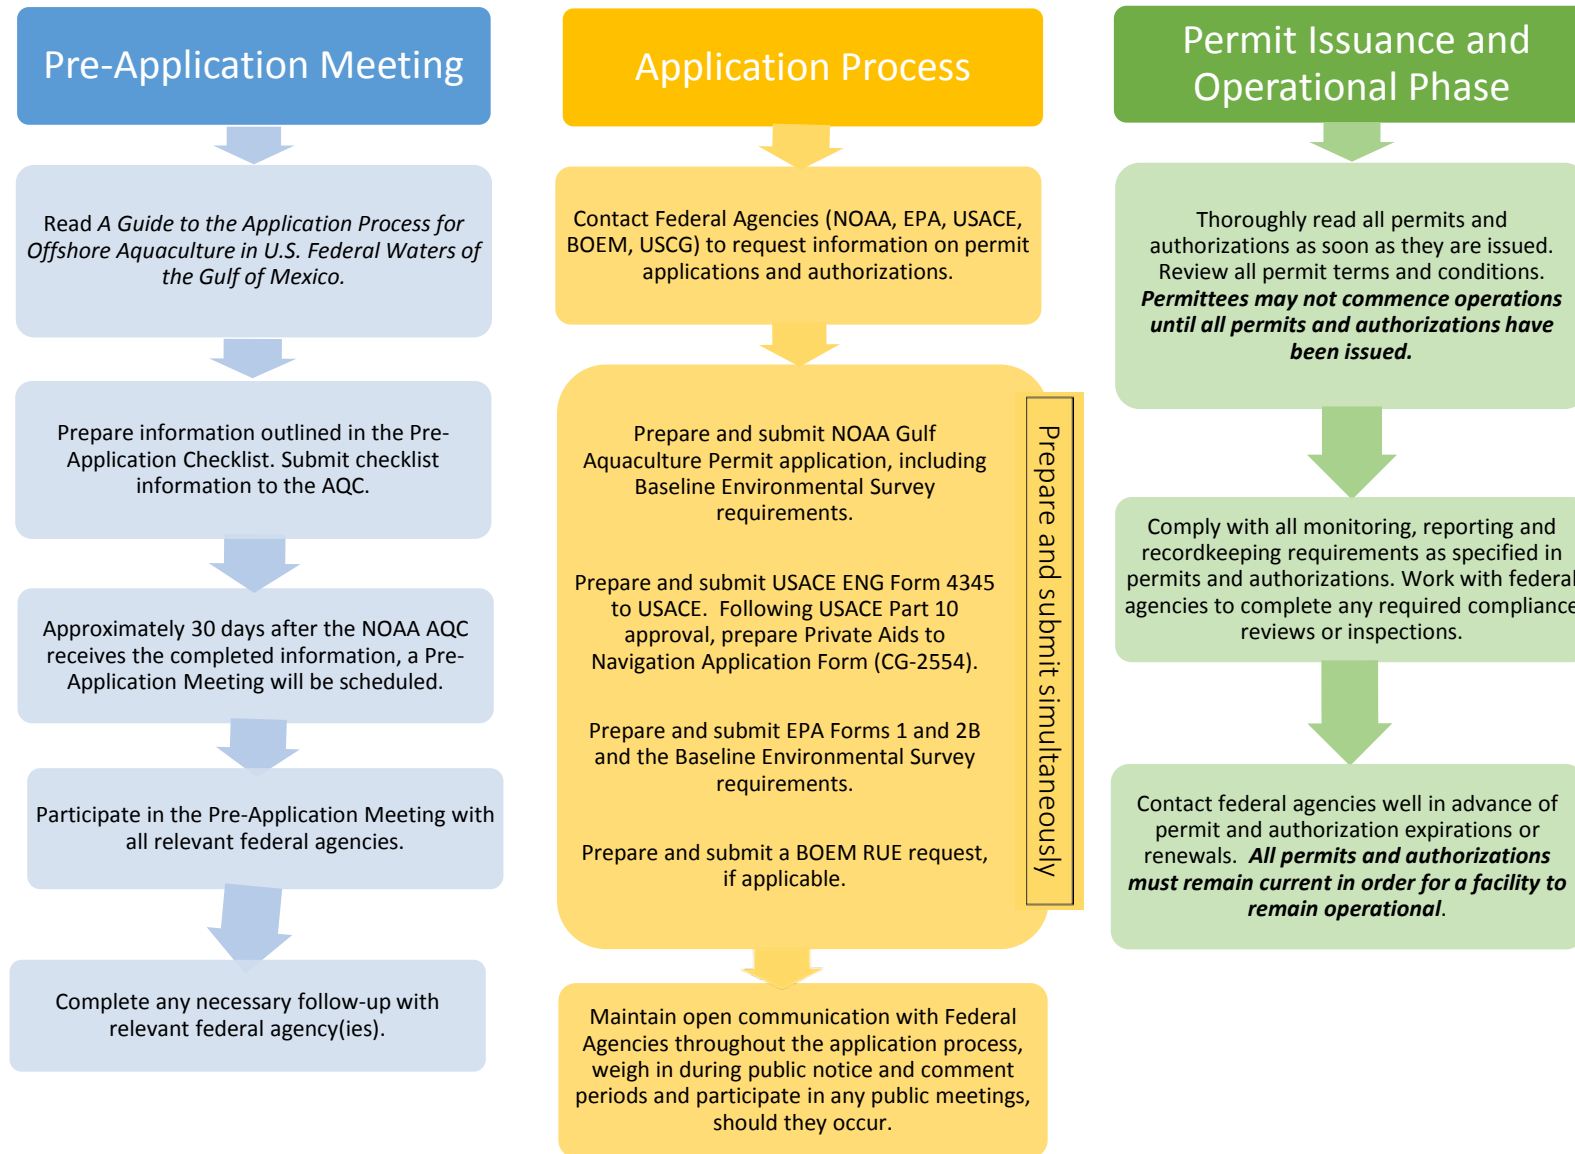 Pre-Application Meeting
Read A Guide to the Application Process for
Offshore Aquaculture in U.S. Federal Waters of
the Gulf of Mexico.
Prepare information outlined in the Pre-
Application Checklist. Submit checklist
information to the AQC.
Approximately 30 days after the NOAA AQC
receives the completed information, a Pre-
Application Meeting will be scheduled.
Participate in the Pre-Application Meeting with
all relevant federal agencies.
Complete any necessary follow-up with
relevant federal agency(ies).
Application Process
Contact Federal Agencies (NOAA, EPA, USACE,
BOEM, USCG) to request information on permit
applications and authorizations.
Prepare and submit NOAA Gulf
Aquaculture Permit application, including
Baseline Environmental Survey
requirements.
Prepare and submit USACE ENG Form 4345
to USACE.  Following USACE Part 10
approval, prepare Private Aids to
Navigation Application Form (CG-2554).
Prepare and submit EPA Forms 1 and 2B
and the Baseline Environmental Survey
requirements.
Prepare and submit a BOEM RUE request,
if applicable.
Prepare and submit simultaneously
Maintain open communication with Federal
Agencies throughout the application process,
weigh in during public notice and comment
periods and participate in any public meetings,
should they occur.
Permit Issuance and
Operational Phase
Thoroughly read all permits and
authorizations as soon as they are issued.
Review all permit terms and conditions.
Permittees may not commence operations
until all permits and authorizations have
been issued.
Comply with all monitoring, reporting and
recordkeeping requirements as specified in
permits and authorizations. Work with federal
agencies to complete any required compliance
reviews or inspections.
Contact federal agencies well in advance of
permit and authorization expirations or
renewals.  All permits and authorizations
must remain current in order for a facility to
remain operational.